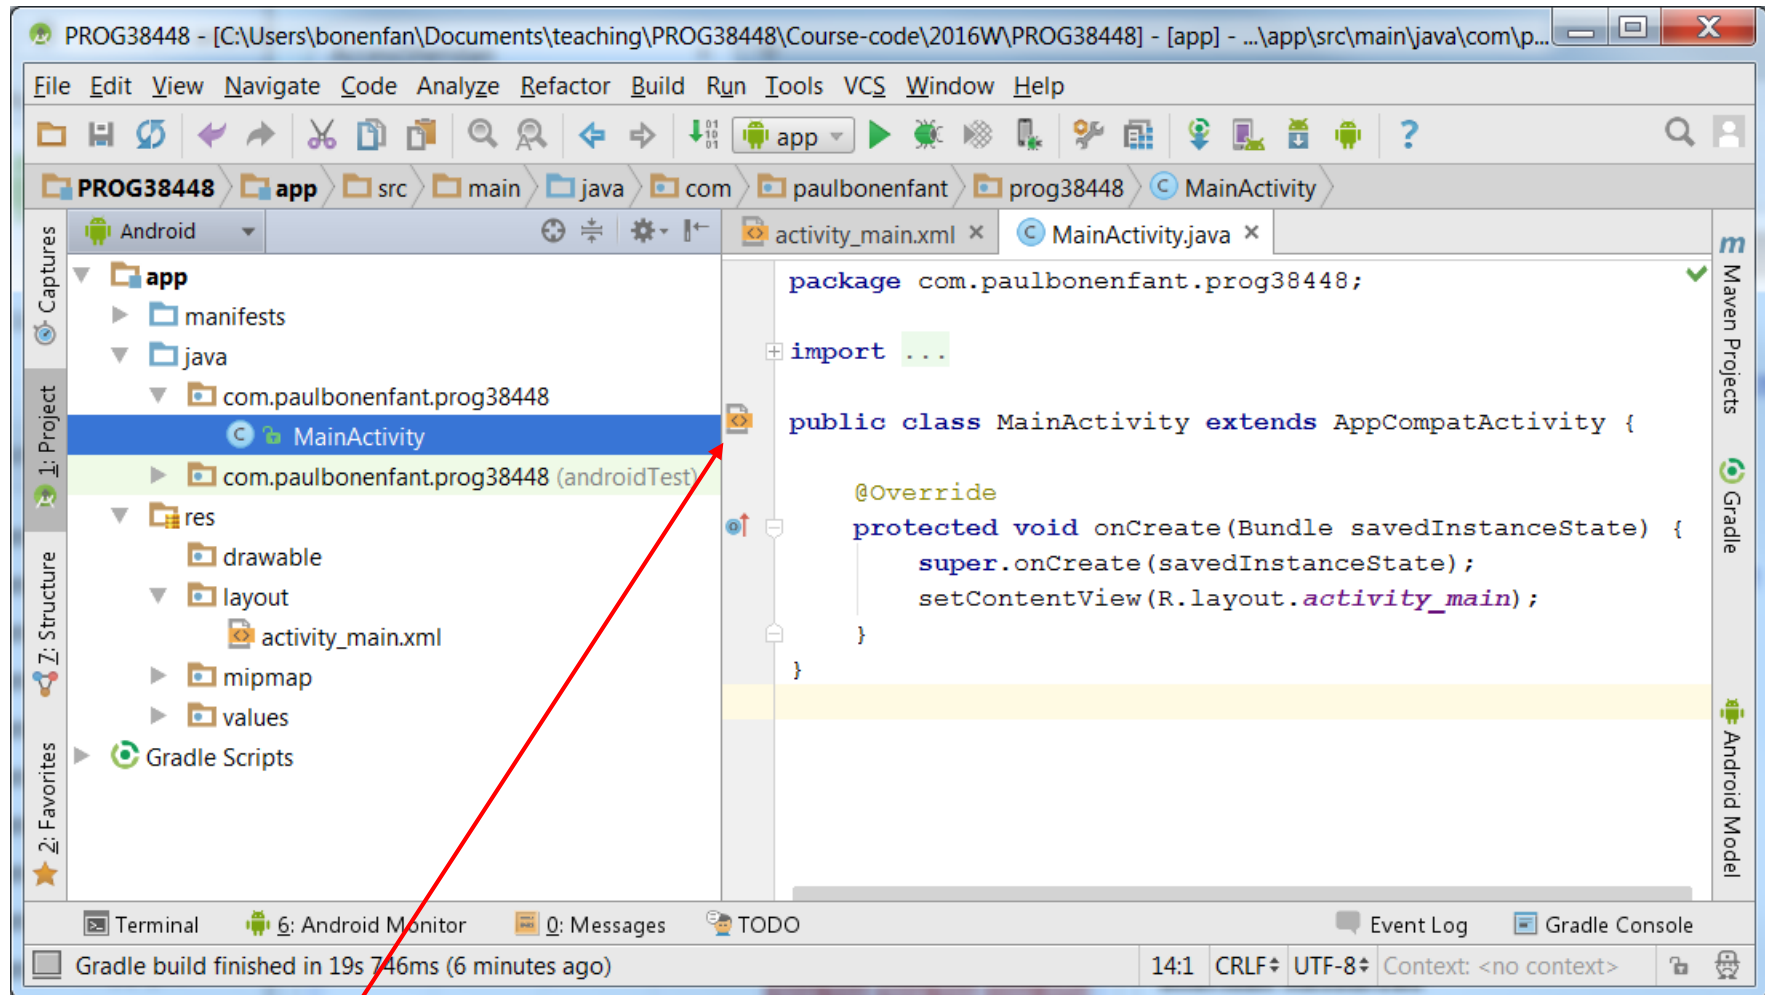 PROG38448 - [C:\Users\bonenfan\Documents\teaching\PROG38448\Course-code\2016W\PROG38448] - [app] - ...\app\src\main\java\com\p...
File Edit View Navigate Code Analyze Refactor Build Run Tools VCS Window Help
app
PROG38448 app src main java com paulbonenfant prog38448 MainActivity
Android
activity_main.xml MainActivity.java
Captures
1: Project
7: Structure
2: Favorites
app
manifests
java
com.paulbonenfant.prog38448
MainActivity
com.paulbonenfant.prog38448 (androidTest)
res
drawable
layout
activity_main.xml
mipmap
values
Gradle Scripts
package com.paulbonenfant.prog38448;
import ...
public class MainActivity extends AppCompatActivity {
@Override
protected void onCreate(Bundle savedInstanceState) {
super.onCreate(savedInstanceState);
setContentView(R.layout.activity_main);
}
}
Maven Projects
Gradle
Android Model
Terminal 6: Android Monitor 0: Messages TODO Event Log Gradle Console
Gradle build finished in 19s 746ms (6 minutes ago) 14:1 CRLF UTF-8 Context: <no context>